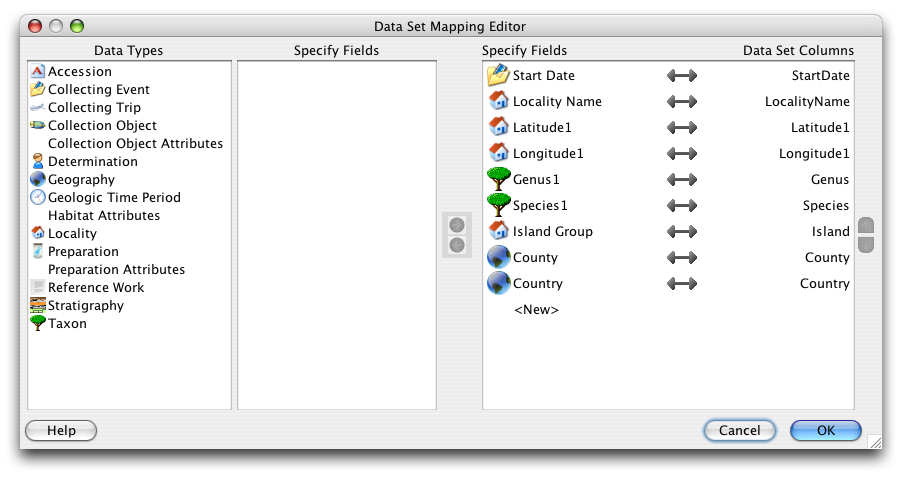 Data Set Mapping Editor
Data Types
Specify Fields
Specify Fields
Data Set Columns
Accession
Collecting Event
Collecting Trip
Collection Object
Collection Object Attributes
Determination
Geography
Geologic Time Period
Habitat Attributes
Locality
Preparation
Preparation Attributes
Reference Work
Stratigraphy
Taxon
Start Date StartDate
Locality Name LocalityName
Latitude1 Latitude1
Longitude1 Longitude1
Genus1 Genus
Species1 Species
Island Group Island
County County
Country Country
<New>
Help
Cancel
OK